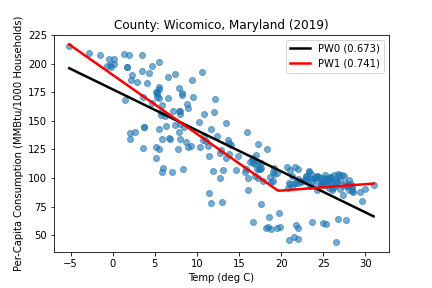 County: Wicomico, Maryland (2019)
Per-Capita Consumption (MMBtu/1000 Households)
225
200
175
150
125
100
75
50
PW0 (0.673)
PW1 (0.741)
−5 0 5 10 15 20 25 30
Temp (deg C)